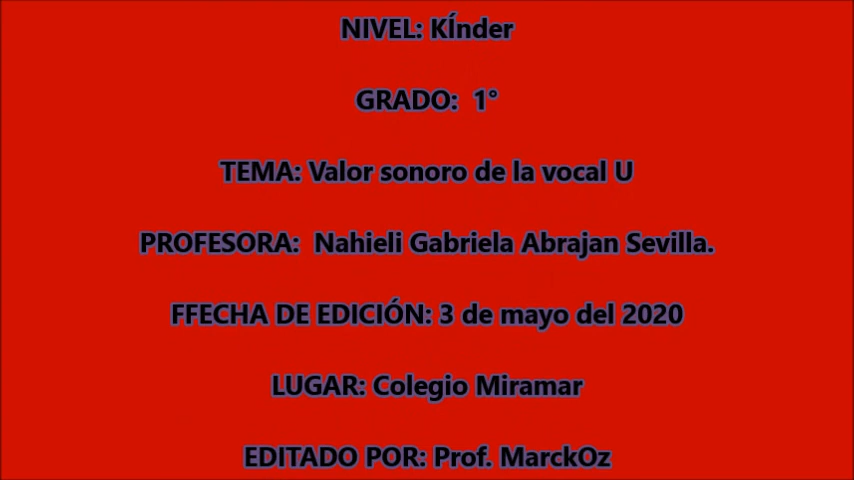 NIVEL: KÍnder
GRADO:  1°
TEMA: Valor sonoro de la vocal U
PROFESORA:  Nahieli Gabriela Abrajan Sevilla.
FFECHA DE EDICIÓN: 3 de mayo del 2020
LUGAR: Colegio Miramar
EDITADO POR: Prof. MarckOz